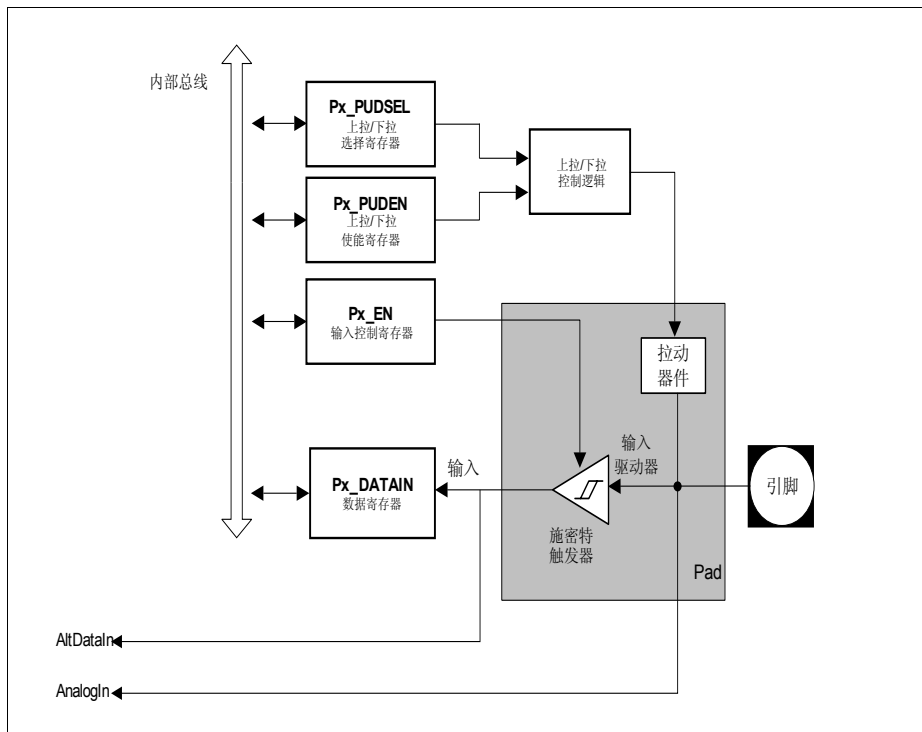 内部总线
Px_PUDSEL
上拉/下拉
选择寄存器
上拉/下拉
控制逻辑
Px_PUDEN
上拉/下拉
使能寄存器
Px_EN
输入控制寄存器
拉动
器件
输入
驱动器
输入
Px_DATAIN
数据寄存器
引脚
施密特
触发器
Pad
AltDataIn
AnalogIn